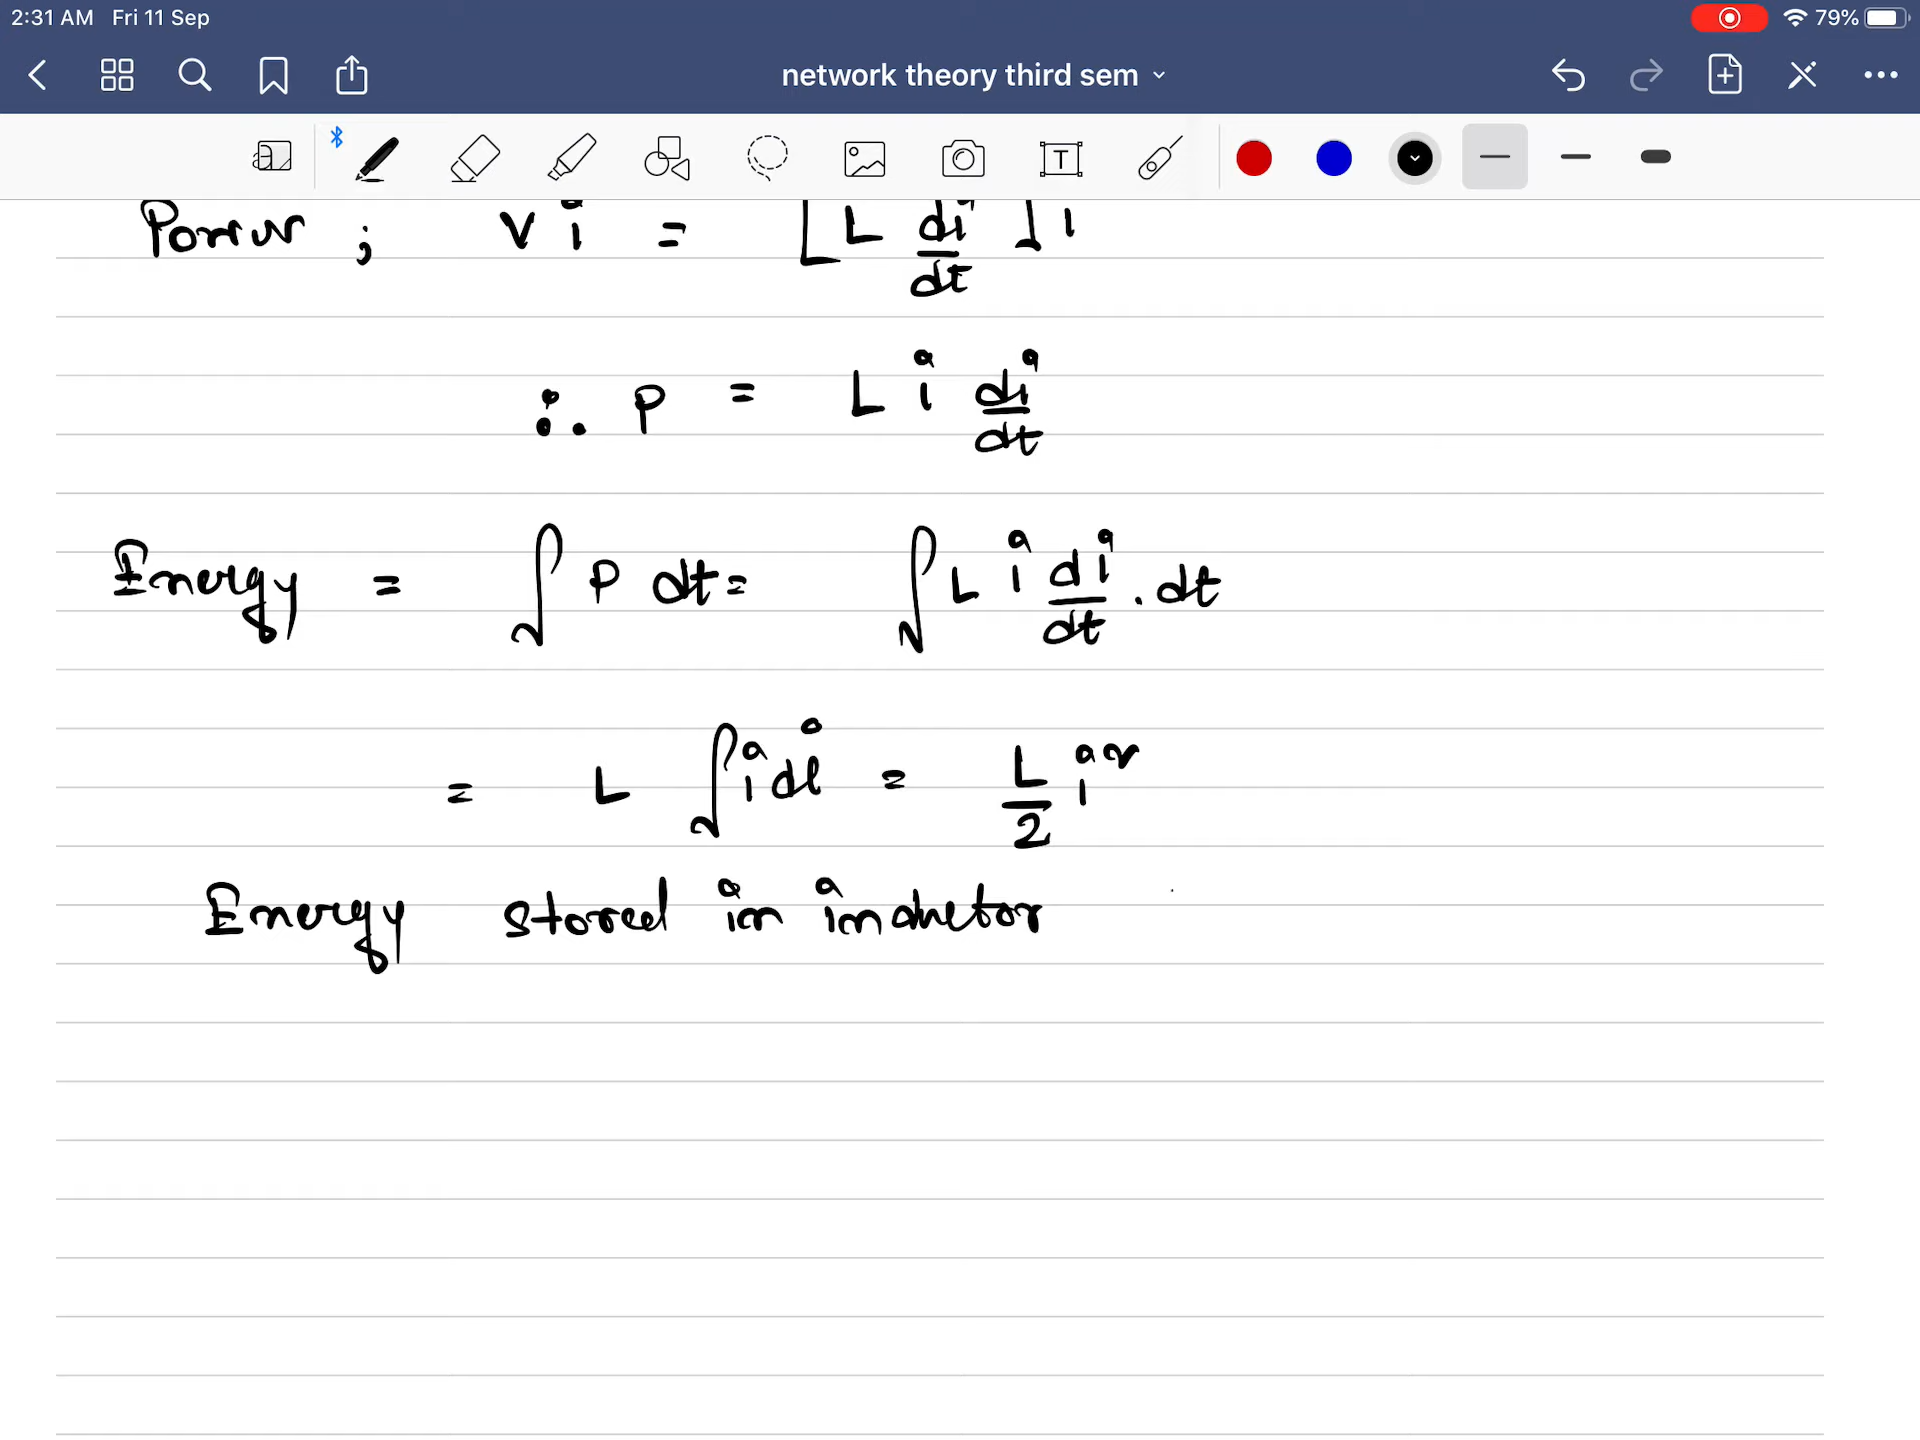 2:31 AM Fri 11 Sep 79%
network theory third sem
T
Power ; v i = [ L di/dt ] i
∴ P = L i di/dt
Energy = ∫ P dt = ∫ L i di/dt . dt
= L ∫ i di = L/2 i²
Energy stored in inductor